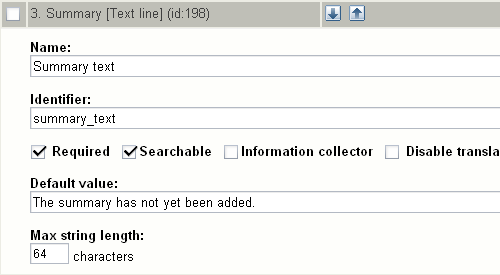 3. Summary [Text line] (id:198)
Name:
Summary text
Identifier:
summary_text
Required Searchable Information collector Disable transla
Default value:
The summary has not yet been added.
Max string length:
64 characters